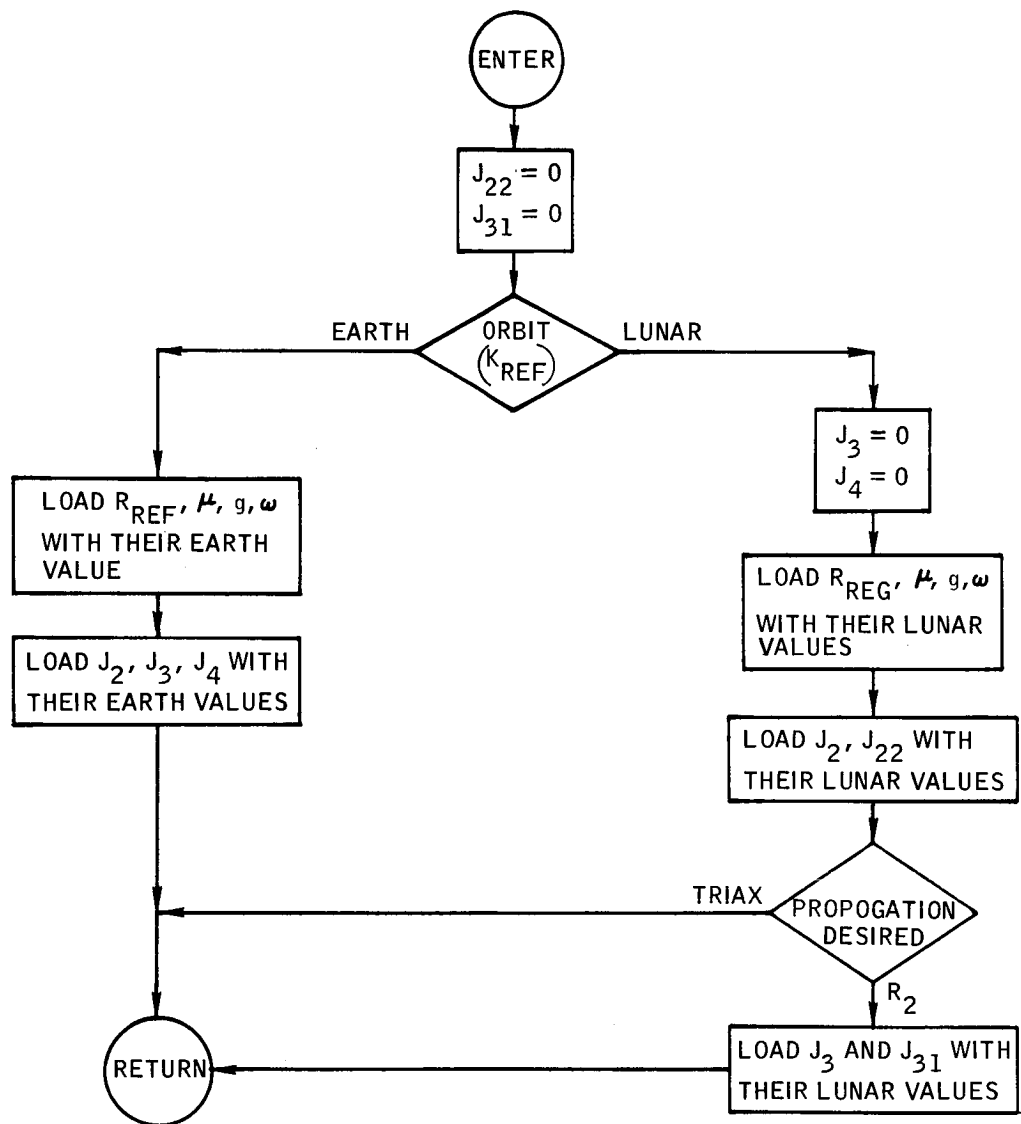 ENTER
J22 = 0
J31 = 0
EARTH
ORBIT
(KREF)
LUNAR
J3 = 0
J4 = 0
LOAD RREF, μ, g, ω
WITH THEIR EARTH
VALUE
LOAD RREG, μ, g, ω
WITH THEIR LUNAR
VALUES
LOAD J2, J3, J4 WITH
THEIR EARTH VALUES
LOAD J2, J22 WITH
THEIR LUNAR VALUES
TRIAX
PROPOGATION
DESIRED
R2
RETURN
LOAD J3 AND J31 WITH
THEIR LUNAR VALUES